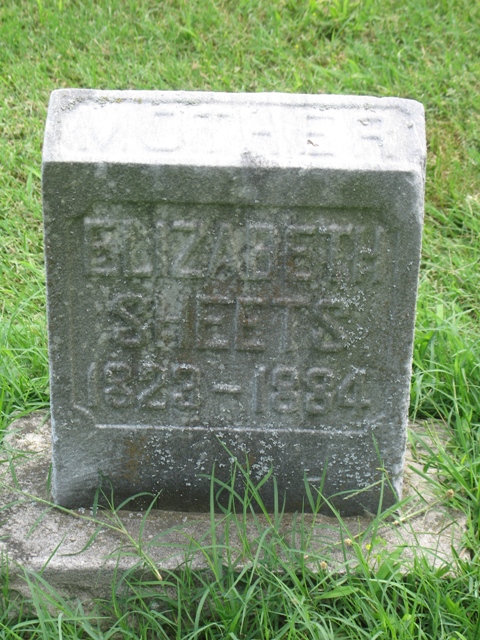 MOTHER
ELIZABETH
SHEETS
1823-1884